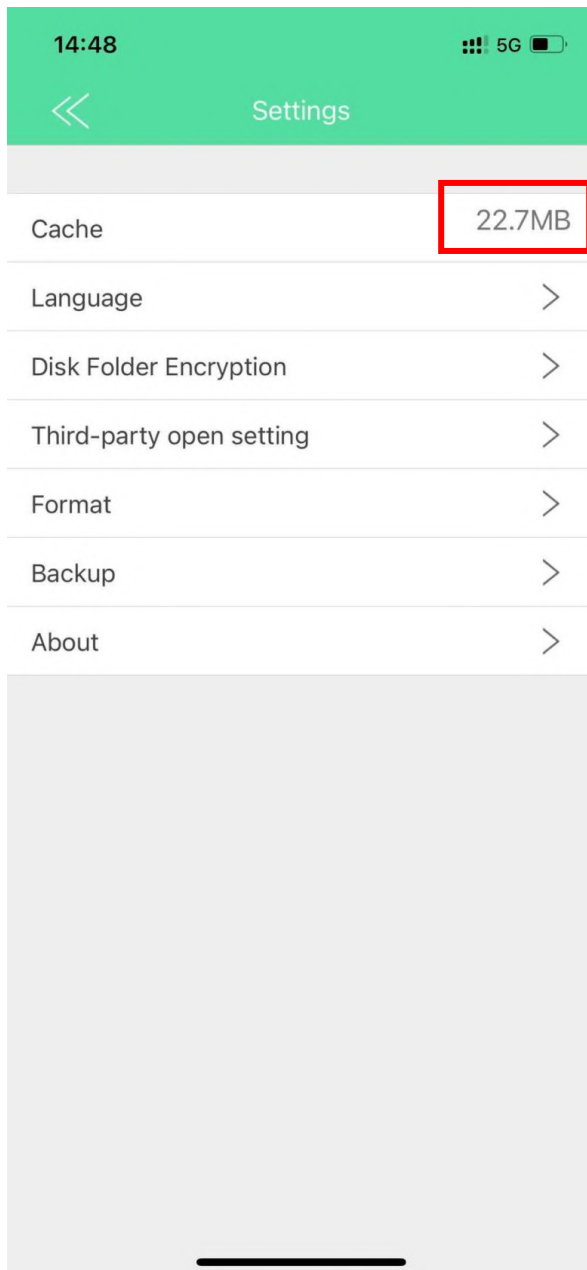 14:48 5G
Settings
Cache 22.7MB
Language
Disk Folder Encryption
Third-party open setting
Format
Backup
About